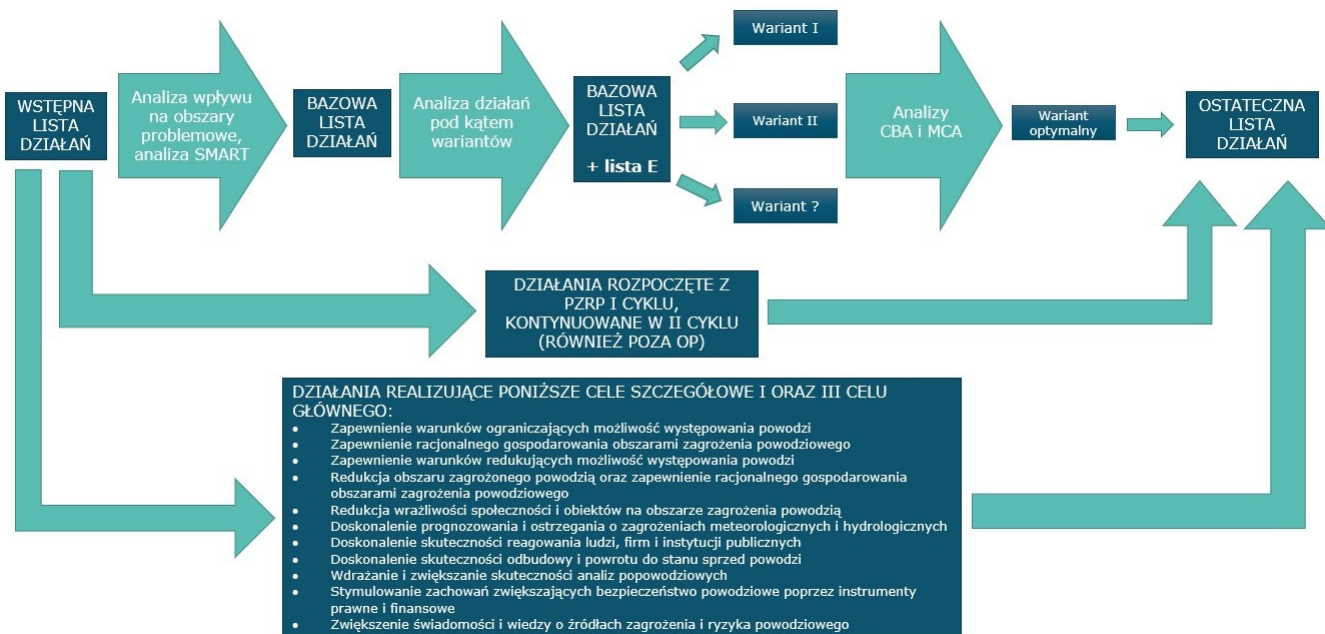 WSTĘPNA
LISTA
DZIAŁAŃ
Analiza wpływu
na obszary
problemowe,
analiza SMART
BAZOWA
LISTA
DZIAŁAŃ
Analiza działań
pod kątem
wariantów
BAZOWA
LISTA
DZIAŁAŃ
+ lista E
Wariant I
Wariant II
Wariant ?
Analizy
CBA i MCA
Wariant
optymalny
OSTATECZNA
LISTA
DZIAŁAŃ
DZIAŁANIA ROZPOCZĘTE Z
PZRP I CYKLU,
KONTYNUOWANE W II CYKLU
(RÓWNIEŻ POZA OP)
DZIAŁANIA REALIZUJĄCE PONIŻSZE CELE SZCZEGÓŁOWE I ORAZ III CELU
GŁÓWNEGO:
• Zapewnienie warunków ograniczających możliwość występowania powodzi
• Zapewnienie racjonalnego gospodarowania obszarami zagrożenia powodziowego
• Zapewnienie warunków redukujących możliwość występowania powodzi
• Redukcja obszaru zagrożonego powodzią oraz zapewnienie racjonalnego gospodarowania
obszarami zagrożenia powodziowego
• Redukcja wrażliwości społeczności i obiektów na obszarze zagrożenia powodzią
• Doskonalenie prognozowania i ostrzegania o zagrożeniach meteorologicznych i hydrologicznych
• Doskonalenie skuteczności reagowania ludzi, firm i instytucji publicznych
• Doskonalenie skuteczności odbudowy i powrotu do stanu sprzed powodzi
• Wdrażanie i zwiększanie skuteczności analiz popowodziowych
• Stymulowanie zachowań zwiększających bezpieczeństwo powodziowe poprzez instrumenty
prawne i finansowe
• Zwiększenie świadomości i wiedzy o źródłach zagrożenia i ryzyka powodziowego